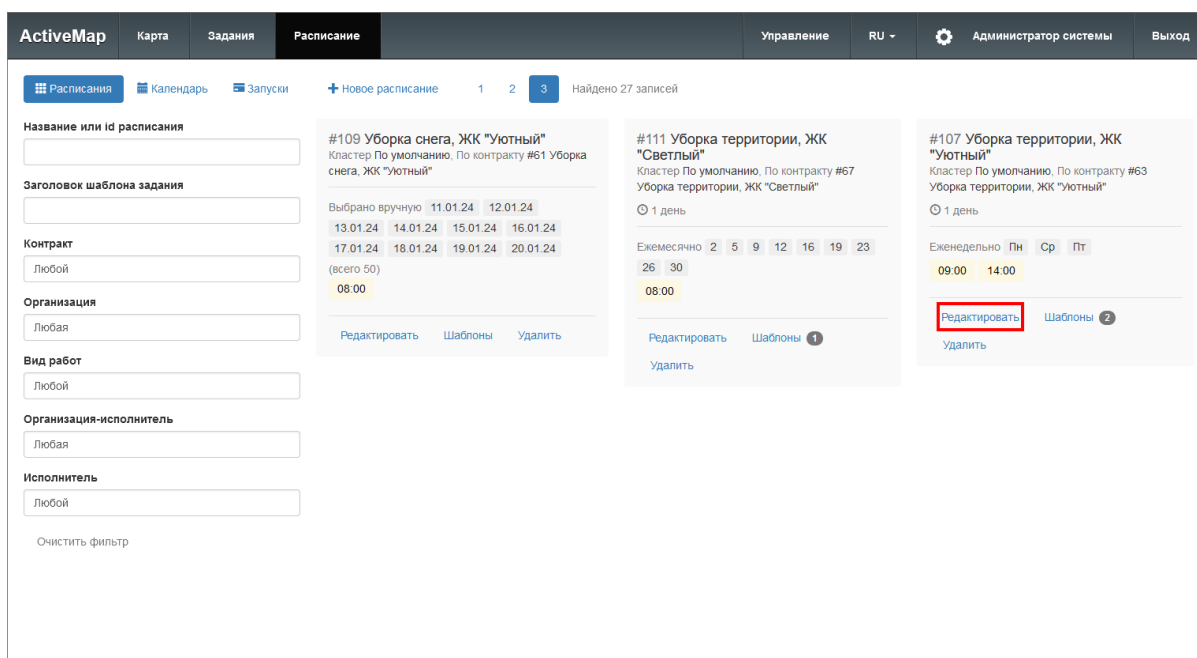 ActiveMap Карта Задания Расписание Управление RU Администратор системы Выход
Расписания Календарь Запуски + Новое расписание 1 2 3 Найдено 27 записей
Название или id расписания
Заголовок шаблона задания
Контракт
Любой
Организация
Любая
Вид работ
Любой
Организация-исполнитель
Любая
Исполнитель
Любой
Очистить фильтр
#109 Уборка снега, ЖК "Уютный"
Кластер По умолчанию, По контракту #61 Уборка
снега, ЖК "Уютный"
Выбрано вручную 11.01.24 12.01.24
13.01.24 14.01.24 15.01.24 16.01.24
17.01.24 18.01.24 19.01.24 20.01.24
(всего 50)
08:00
Редактировать Шаблоны Удалить
#111 Уборка территории, ЖК
"Светлый"
Кластер По умолчанию, По контракту #67
Уборка территории, ЖК "Светлый"
1 день
Ежемесячно 2 5 9 12 16 19 23
26 30
08:00
Редактировать Шаблоны 1
Удалить
#107 Уборка территории, ЖК
"Уютный"
Кластер По умолчанию, По контракту #63
Уборка территории, ЖК "Уютный"
1 день
Еженедельно Пн Ср Пт
09:00 14:00
Редактировать Шаблоны 2
Удалить